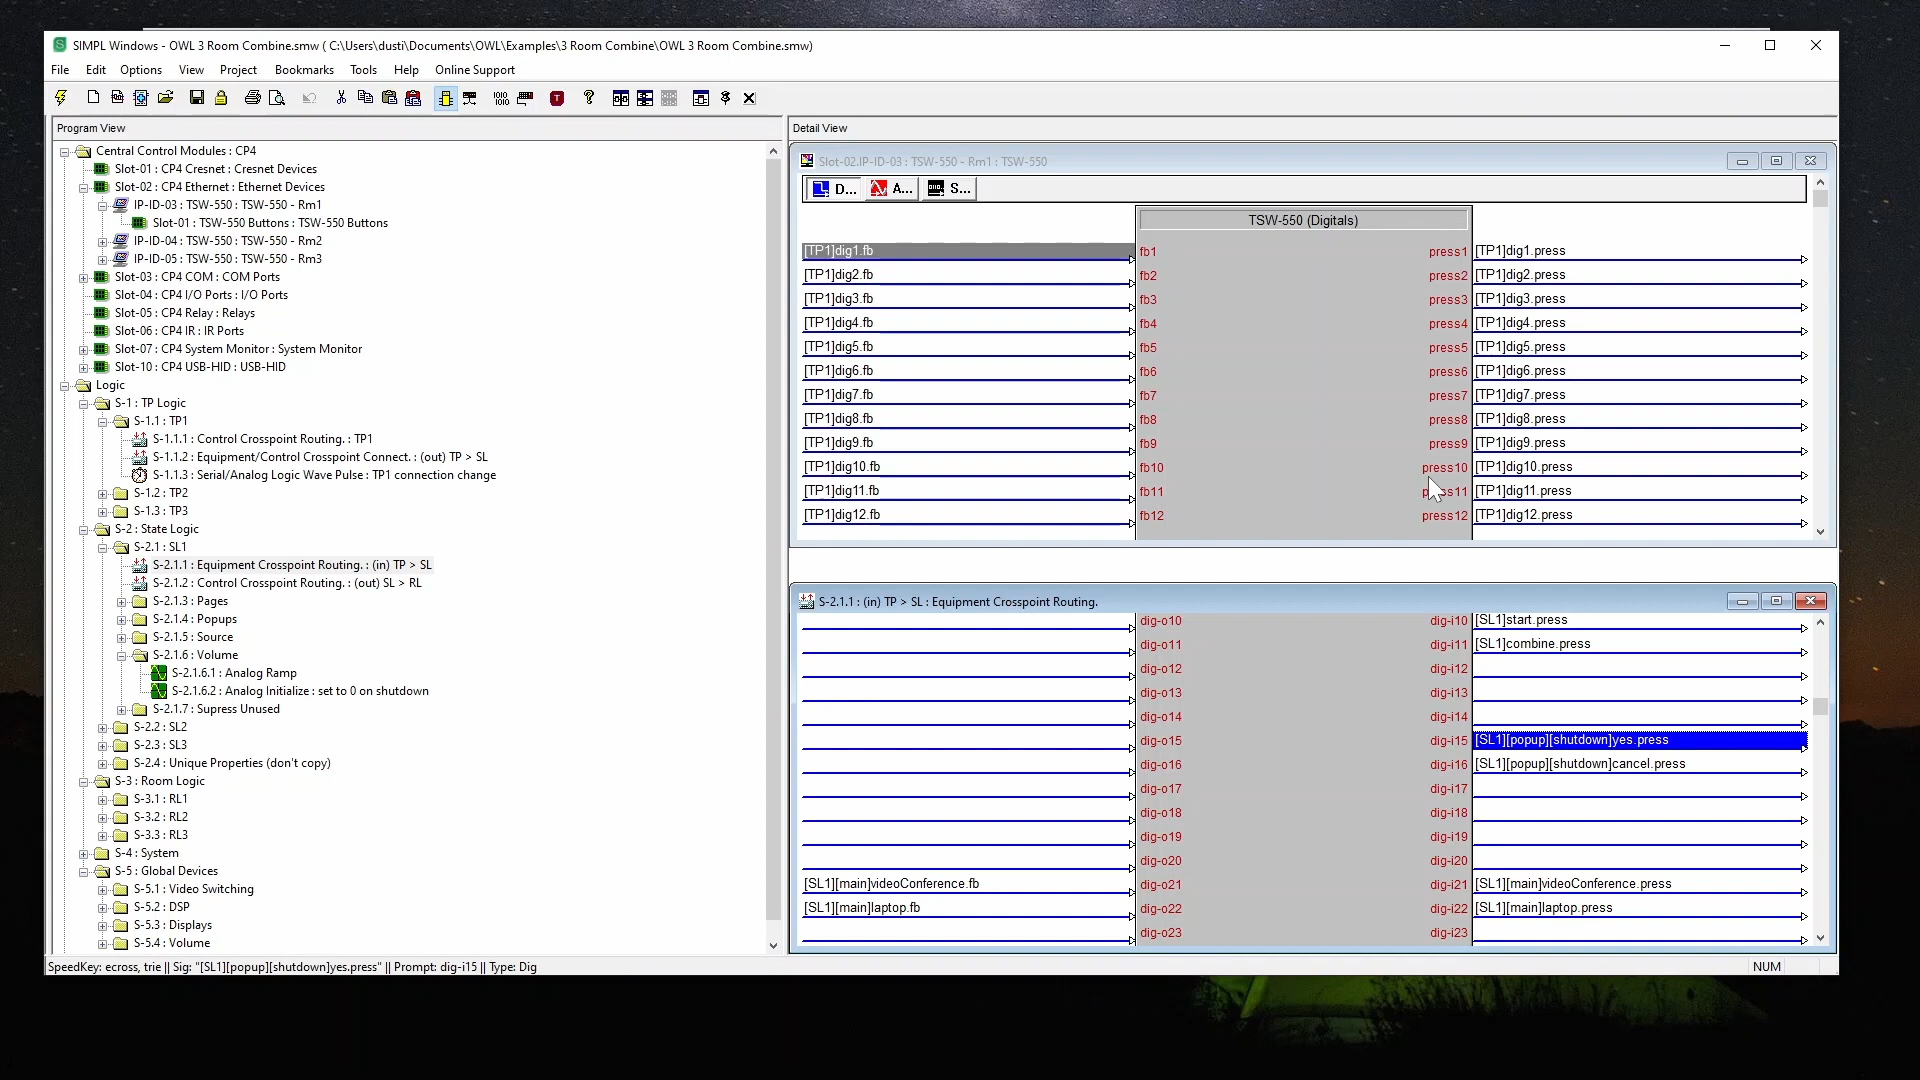 SIMPL Windows - OWL 3 Room Combine.smw ( C:\Users\dusti\Documents\OWL\Examples\3 Room Combine\OWL 3 Room Combine.smw)
File Edit Options View Project Bookmarks Tools Help Online Support
Program View
Central Control Modules : CP4
Slot-01 : CP4 Cresnet : Cresnet Devices
Slot-02 : CP4 Ethernet : Ethernet Devices
IP-ID-03 : TSW-550 : TSW-550 - Rm1
Slot-01 : TSW-550 Buttons : TSW-550 Buttons
IP-ID-04 : TSW-550 : TSW-550 - Rm2
IP-ID-05 : TSW-550 : TSW-550 - Rm3
Slot-03 : CP4 COM : COM Ports
Slot-04 : CP4 I/O Ports : I/O Ports
Slot-05 : CP4 Relay : Relays
Slot-06 : CP4 IR : IR Ports
Slot-07 : CP4 System Monitor : System Monitor
Slot-10 : CP4 USB-HID : USB-HID
Logic
S-1 : TP Logic
S-1.1 : TP1
S-1.1.1 : Control Crosspoint Routing. : TP1
S-1.1.2 : Equipment/Control Crosspoint Connect. : (out) TP > SL
S-1.1.3 : Serial/Analog Logic Wave Pulse : TP1 connection change
S-1.2 : TP2
S-1.3 : TP3
S-2 : State Logic
S-2.1 : SL1
S-2.1.1 : Equipment Crosspoint Routing. : (in) TP > SL
S-2.1.2 : Control Crosspoint Routing. : (out) SL > RL
S-2.1.3 : Pages
S-2.1.4 : Popups
S-2.1.5 : Source
S-2.1.6 : Volume
S-2.1.6.1 : Analog Ramp
S-2.1.6.2 : Analog Initialize : set to 0 on shutdown
S-2.1.7 : Supress Unused
S-2.2 : SL2
S-2.3 : SL3
S-2.4 : Unique Properties (don't copy)
S-3 : Room Logic
S-3.1 : RL1
S-3.2 : RL2
S-3.3 : RL3
S-4 : System
S-5 : Global Devices
S-5.1 : Video Switching
S-5.2 : DSP
S-5.3 : Displays
S-5.4 : Volume
Detail View
Slot-02.IP-ID-03 : TSW-550 - Rm1 : TSW-550
D... A... S...
TSW-550 (Digitals)
[TP1]dig1.fb fb1 press1 [TP1]dig1.press
[TP1]dig2.fb fb2 press2 [TP1]dig2.press
[TP1]dig3.fb fb3 press3 [TP1]dig3.press
[TP1]dig4.fb fb4 press4 [TP1]dig4.press
[TP1]dig5.fb fb5 press5 [TP1]dig5.press
[TP1]dig6.fb fb6 press6 [TP1]dig6.press
[TP1]dig7.fb fb7 press7 [TP1]dig7.press
[TP1]dig8.fb fb8 press8 [TP1]dig8.press
[TP1]dig9.fb fb9 press9 [TP1]dig9.press
[TP1]dig10.fb fb10 press10 [TP1]dig10.press
[TP1]dig11.fb fb11 press11 [TP1]dig11.press
[TP1]dig12.fb fb12 press12 [TP1]dig12.press
S-2.1.1 : (in) TP > SL : Equipment Crosspoint Routing.
dig-o10 dig-i10 [SL1]start.press
dig-o11 dig-i11 [SL1]combine.press
dig-o12 dig-i12
dig-o13 dig-i13
dig-o14 dig-i14
dig-o15 dig-i15 [SL1][popup][shutdown]yes.press
dig-o16 dig-i16 [SL1][popup][shutdown]cancel.press
dig-o17 dig-i17
dig-o18 dig-i18
dig-o19 dig-i19
dig-o20 dig-i20
[SL1][main]videoConference.fb dig-o21 dig-i21 [SL1][main]videoConference.press
[SL1][main]laptop.fb dig-o22 dig-i22 [SL1][main]laptop.press
dig-o23 dig-i23
SpeedKey: ecross, trie || Sig: "[SL1][popup][shutdown]yes.press" || Prompt: dig-i15 || Type: Dig
NUM